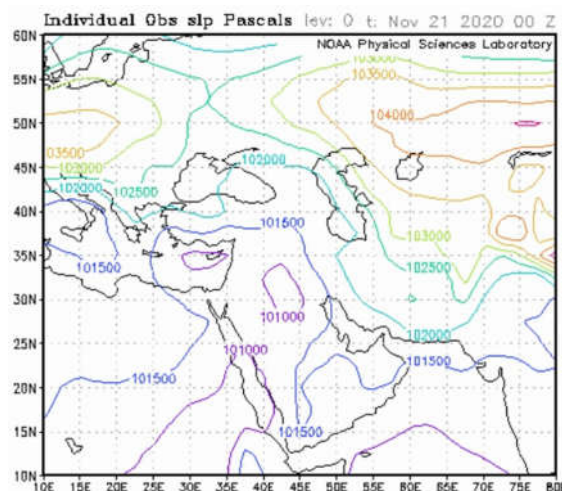 Individual Obs slp Pascals lev: 0 t: Nov 21 2020 00 Z
NOAA Physical Sciences Laboratory
60N
55N
50N
45N
40N
35N
30N
25N
20N
15N
10N
103000
103500
104000
03500
103000
102000
102500
102000
101500
101500
103000
102500
101000
102000
101000
101500
101500
101500
10E 15E 20E 25E 30E 35E 40E 45E 50E 55E 60E 65E 70E 75E 80E